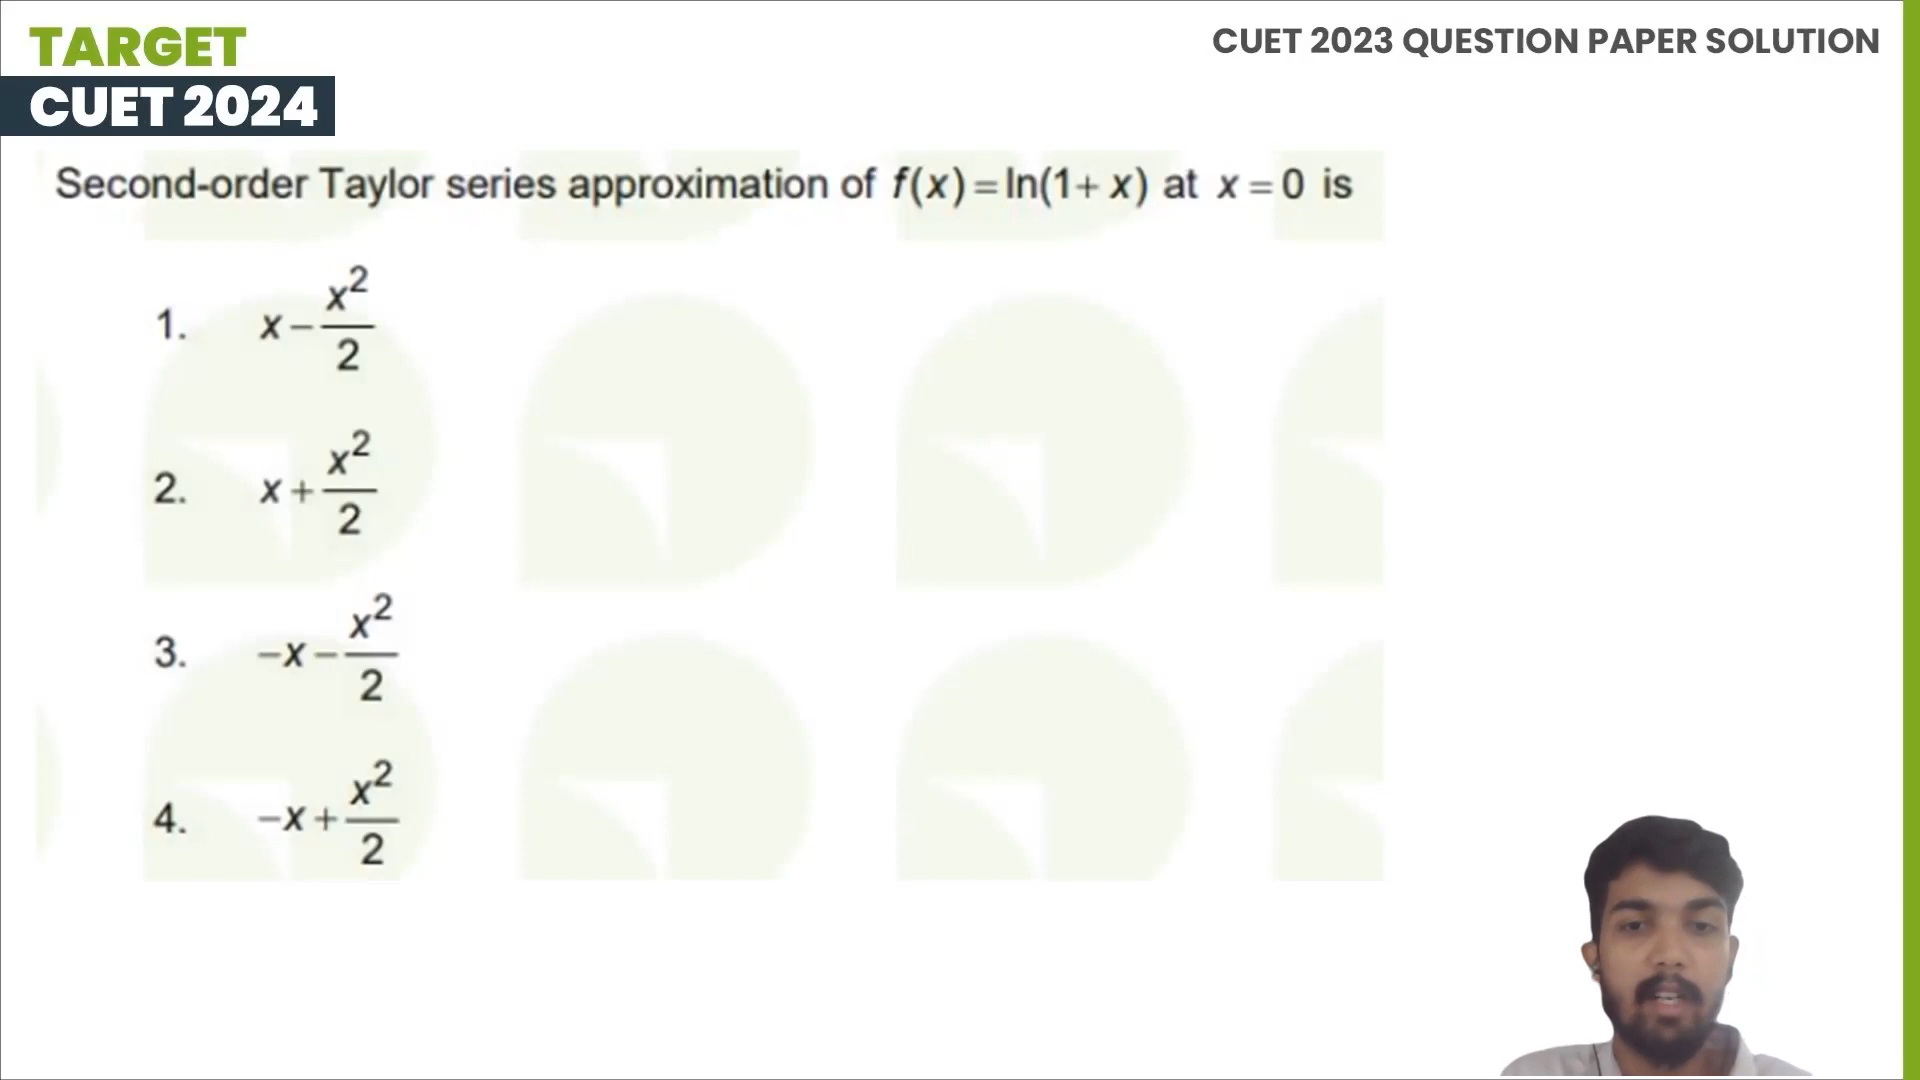 TARGET
CUET 2024
CUET 2023 QUESTION PAPER SOLUTION
Second-order Taylor series approximation of f(x)=ln(1+ x) at x=0 is
1. x − x²/2
2. x + x²/2
3. −x − x²/2
4. −x + x²/2